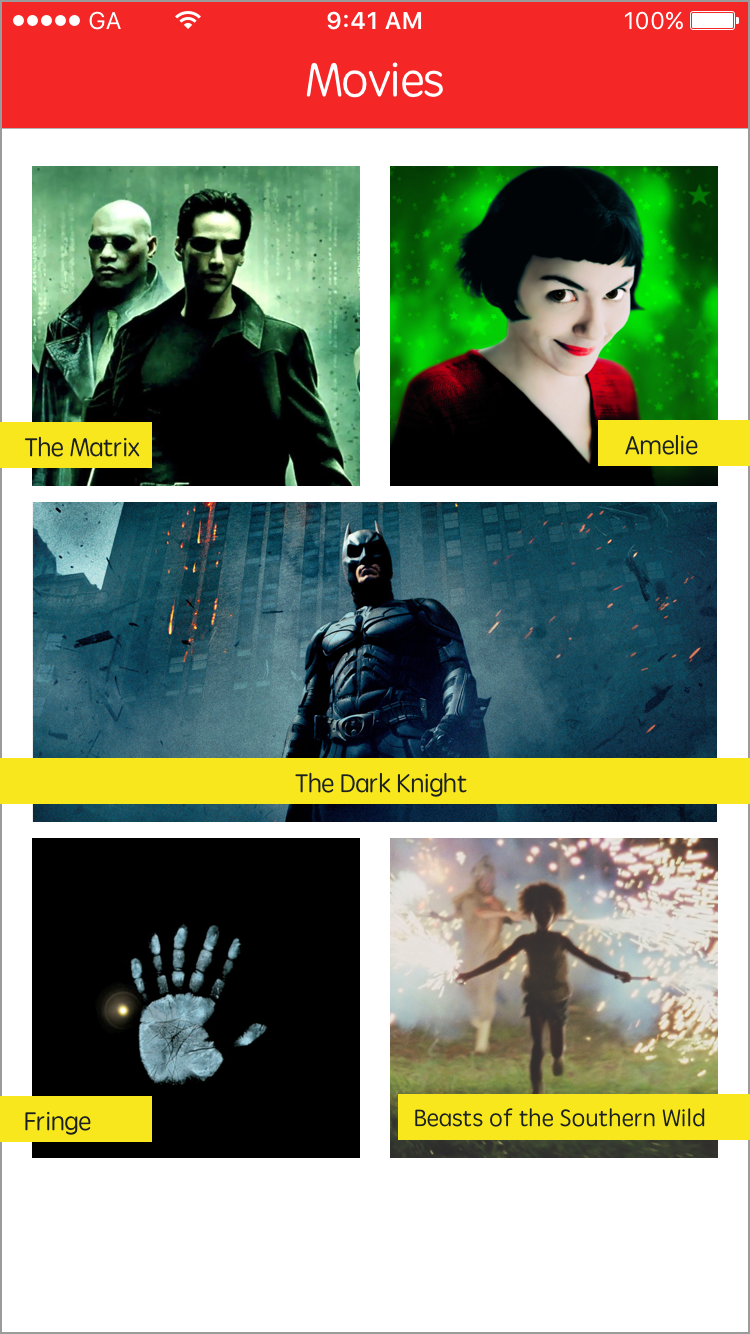 GA 9:41 AM 100%
Movies
The Matrix
Amelie
The Dark Knight
Fringe
Beasts of the Southern Wild